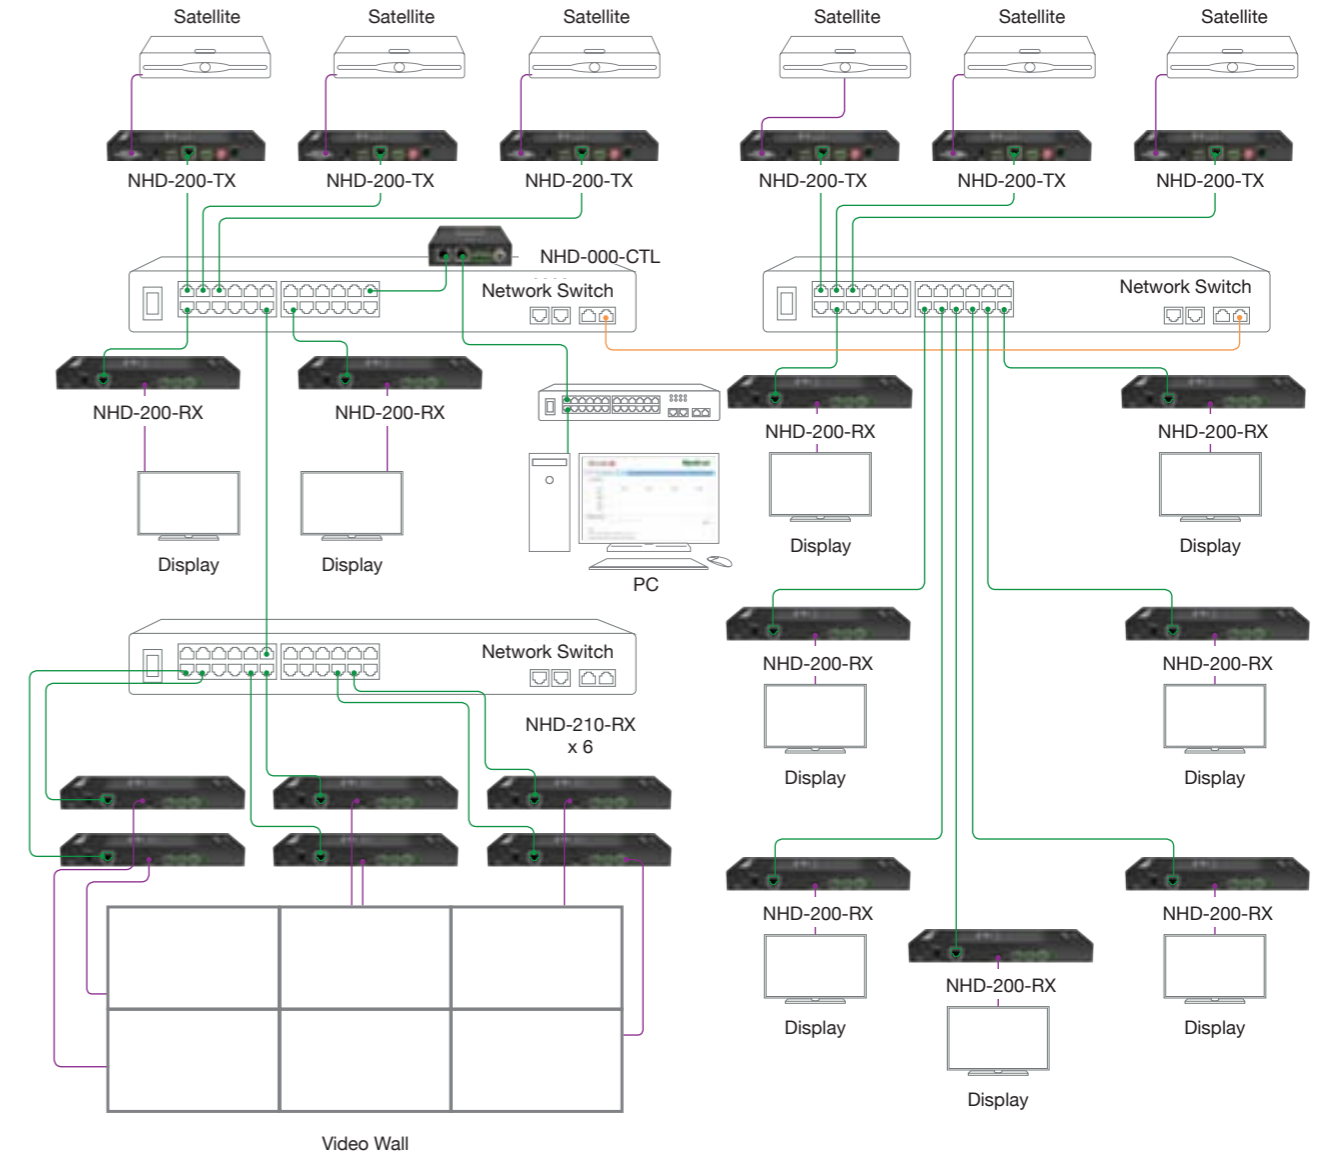 Satellite
Satellite
Satellite
Satellite
Satellite
Satellite
NHD-200-TX
NHD-200-TX
NHD-200-TX
NHD-200-TX
NHD-200-TX
NHD-200-TX
NHD-000-CTL
Network Switch
Network Switch
NHD-200-RX
NHD-200-RX
NHD-200-RX
NHD-200-RX
Display
Display
Display
Display
PC
Network Switch
NHD-200-RX
NHD-200-RX
NHD-210-RX
x 6
Display
Display
NHD-200-RX
NHD-200-RX
NHD-200-RX
Display
Display
Display
Video Wall